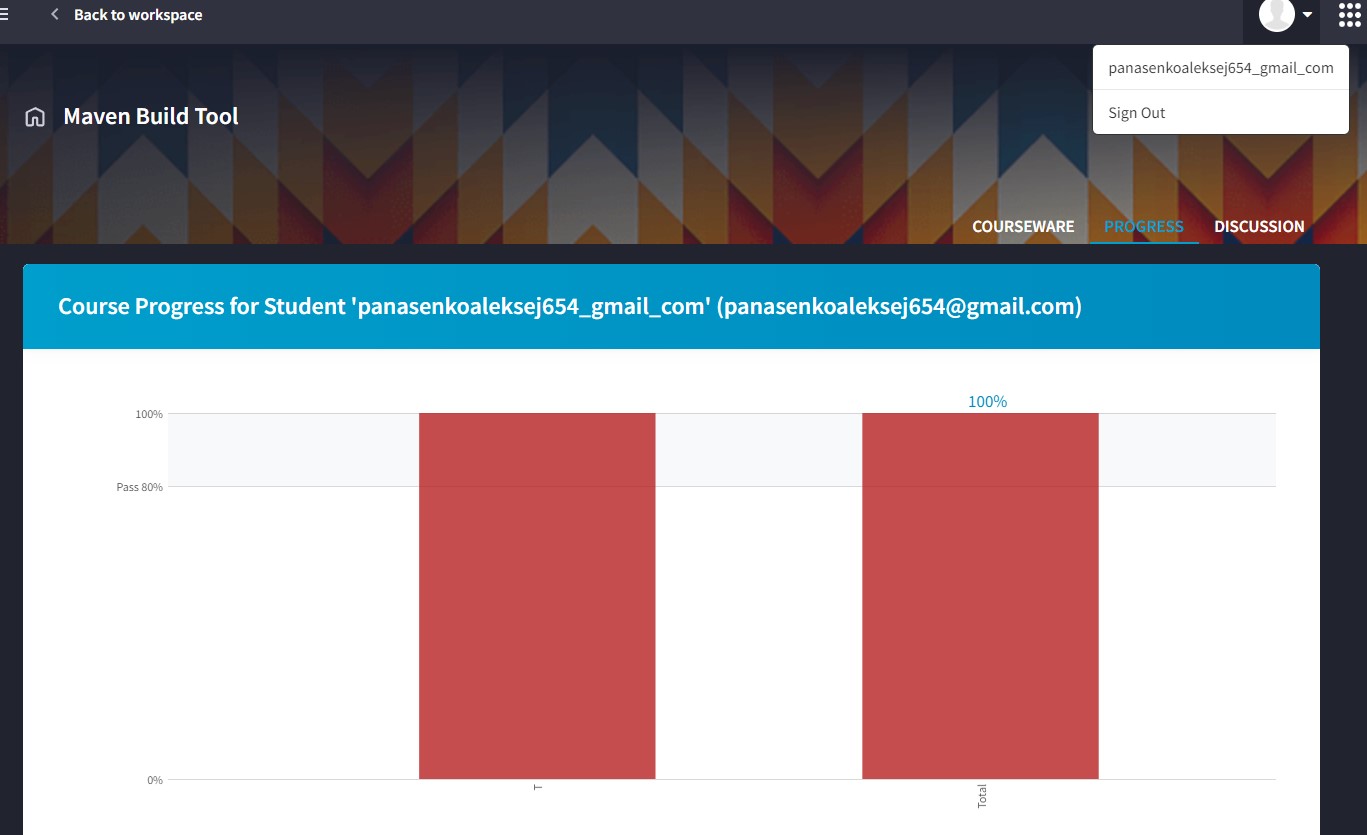 Back to workspace
panasenkoaleksej654_gmail_com
Sign Out
Maven Build Tool
COURSEWARE
PROGRESS
DISCUSSION
Course Progress for Student 'panasenkoaleksej654_gmail_com' (panasenkoaleksej654@gmail.com)
100%
100%
Pass 80%
0%
T
Total